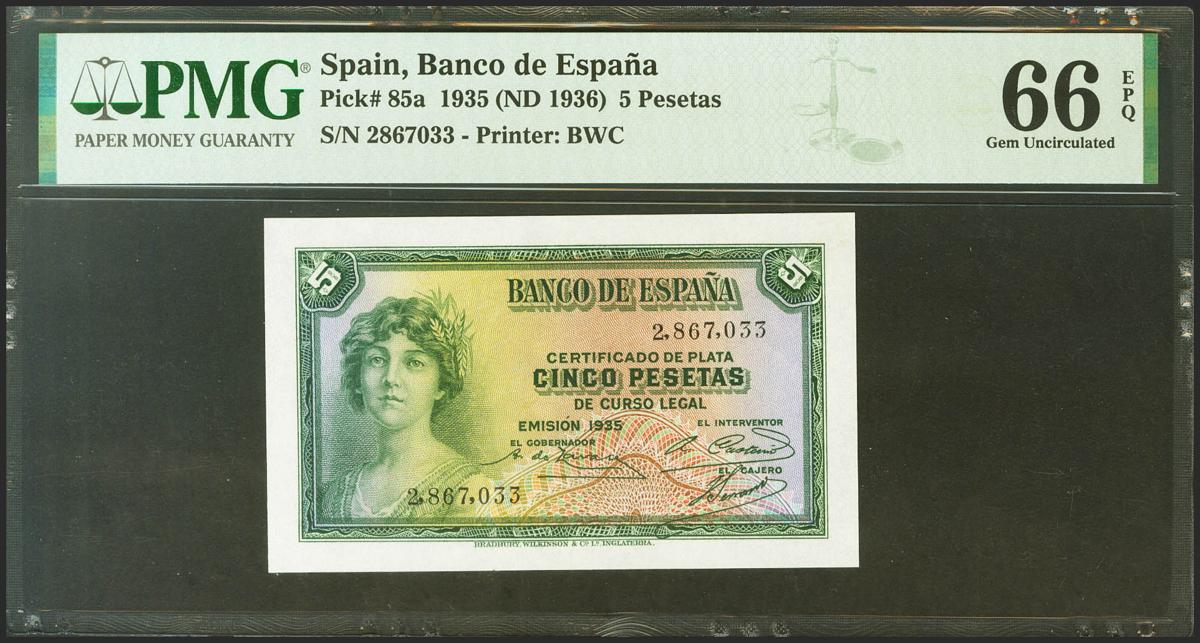 PMG®
PAPER MONEY GUARANTY
Spain, Banco de España
Pick# 85a 1935 (ND 1936) 5 Pesetas
S/N 2867033 - Printer: BWC
66 EPQ
Gem Uncirculated
5
5
BANCO DE ESPAÑA
2,867,033
CERTIFICADO DE PLATA
CINCO PESETAS
DE CURSO LEGAL
EMISIÓN 1935
EL INTERVENTOR
EL GOBERNADOR
EL CAJERO
2,867,033
BRADBURY, WILKINSON & Cº Lº INGLATERRA.